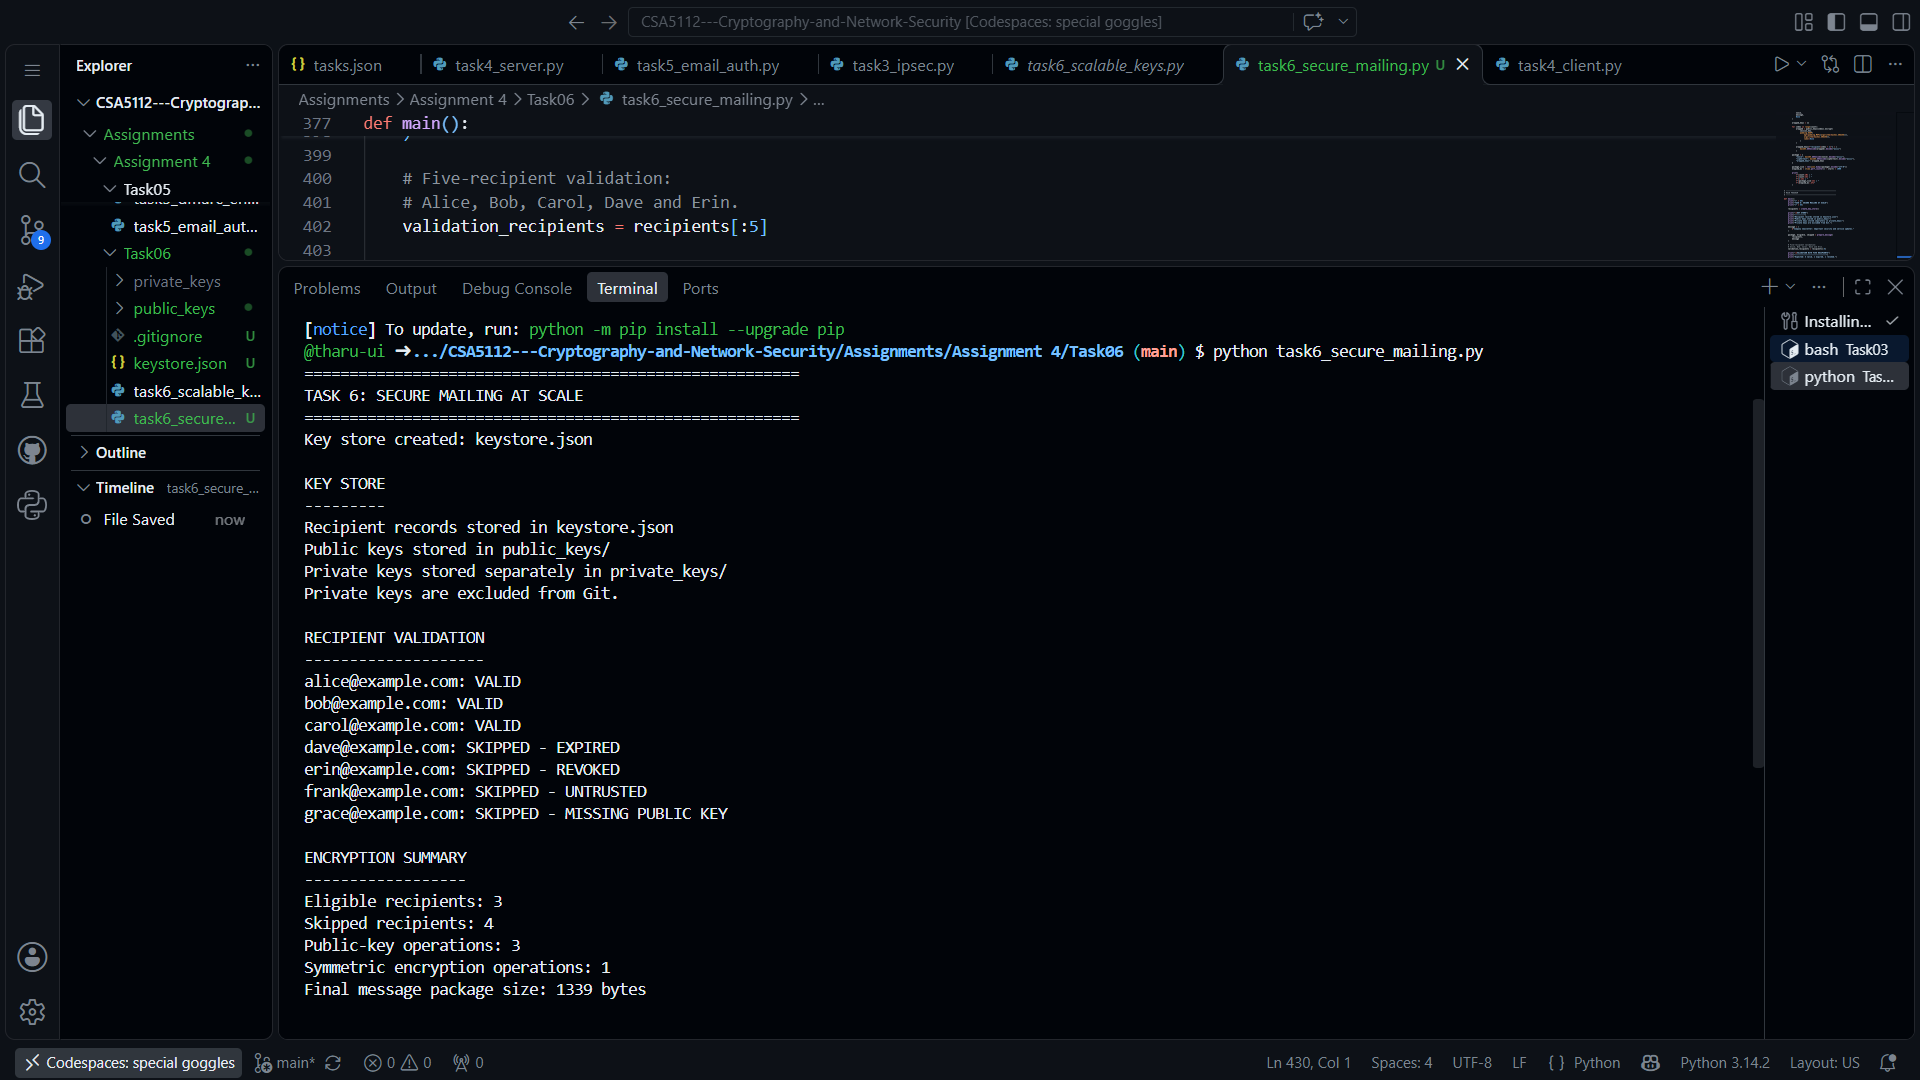 CSA5112---Cryptography-and-Network-Security [Codespaces: special goggles]
Explorer
CSA5112---Cryptograp...
Assignments
Assignment 4
Task05
task5_email_aut...
Task06
private_keys
public_keys
.gitignore U
keystore.json U
task6_scalable_k...
task6_secure... U
Outline
Timeline task6_secure_...
File Saved now
9
tasks.json
task4_server.py
task5_email_auth.py
task3_ipsec.py
task6_scalable_keys.py
task6_secure_mailing.py U
task4_client.py
Assignments > Assignment 4 > Task06 > task6_secure_mailing.py > ...
377 def main():
399
400 # Five-recipient validation:
401 # Alice, Bob, Carol, Dave and Erin.
402 validation_recipients = recipients[:5]
403
Problems Output Debug Console Terminal Ports
[notice] To update, run: python -m pip install --upgrade pip
@tharu-ui ➜.../CSA5112---Cryptography-and-Network-Security/Assignments/Assignment 4/Task06 (main) $ python task6_secure_mailing.py
=======================================================
TASK 6: SECURE MAILING AT SCALE
=======================================================
Key store created: keystore.json
KEY STORE
---------
Recipient records stored in keystore.json
Public keys stored in public_keys/
Private keys stored separately in private_keys/
Private keys are excluded from Git.
RECIPIENT VALIDATION
--------------------
alice@example.com: VALID
bob@example.com: VALID
carol@example.com: VALID
dave@example.com: SKIPPED - EXPIRED
erin@example.com: SKIPPED - REVOKED
frank@example.com: SKIPPED - UNTRUSTED
grace@example.com: SKIPPED - MISSING PUBLIC KEY
ENCRYPTION SUMMARY
------------------
Eligible recipients: 3
Skipped recipients: 4
Public-key operations: 3
Symmetric encryption operations: 1
Final message package size: 1339 bytes
Installin...
bash Task03
python Tas...
Codespaces: special goggles
main*
0 0
0
Ln 430, Col 1
Spaces: 4
UTF-8
LF
{ } Python
Python 3.14.2
Layout: US